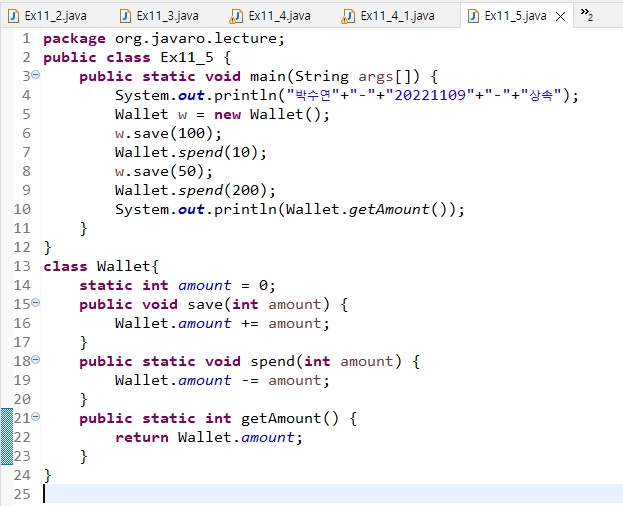 Ex11_2.java Ex11_3.java Ex11_4.java Ex11_4_1.java Ex11_5.java »2
1 package org.javaro.lecture;
2 public class Ex11_5 {
3 public static void main(String args[]) {
4 System.out.println("박수연"+"-"+"20221109"+"-"+"상속");
5 Wallet w = new Wallet();
6 w.save(100);
7 Wallet.spend(10);
8 w.save(50);
9 Wallet.spend(200);
10 System.out.println(Wallet.getAmount());
11 }
12 }
13 class Wallet{
14 static int amount = 0;
15 public void save(int amount) {
16 Wallet.amount += amount;
17 }
18 public static void spend(int amount) {
19 Wallet.amount -= amount;
20 }
21 public static int getAmount() {
22 return Wallet.amount;
23 }
24 }
25